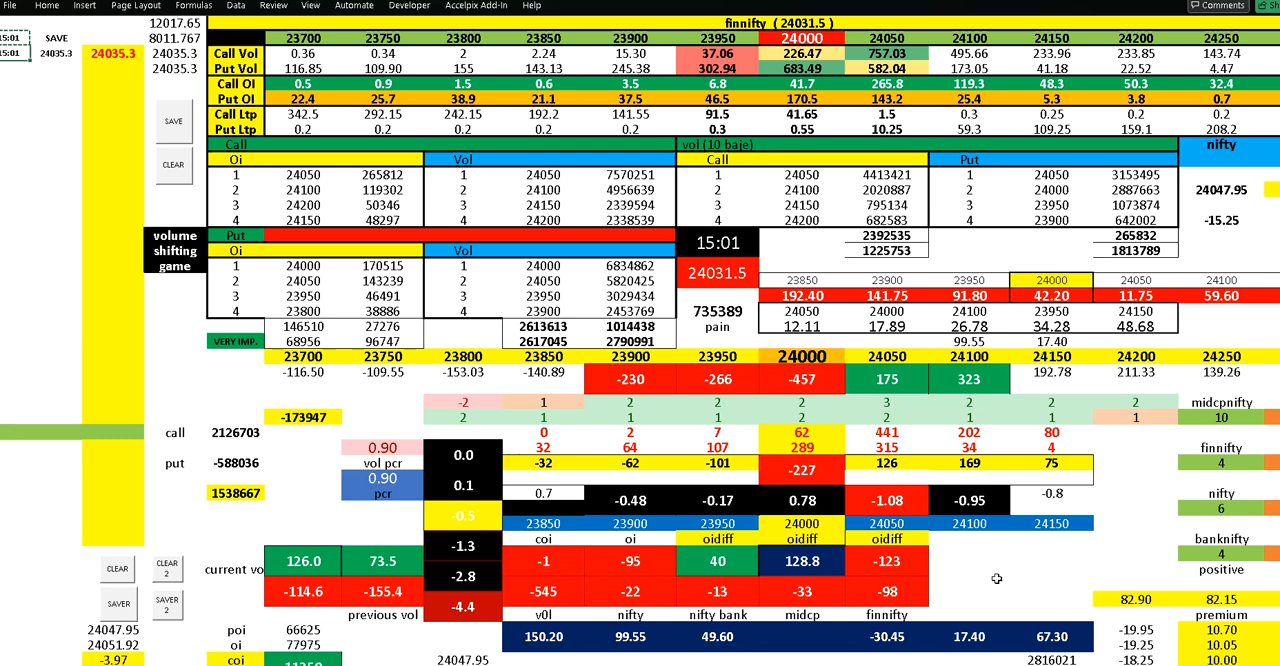 File Home Insert Page Layout Formulas Data Review View Automate Developer Accelpix Add-In Help Comments
12017.65 finnifty ( 24031.5 )
15:01 SAVE 8011.767 23700 23750 23800 23850 23900 23950 24000 24050 24100 24150 24200 24250
15:01 24035.3 24035.3 24035.3 Call Vol 0.36 0.34 2 2.24 15.30 37.06 226.47 757.03 495.66 233.96 233.85 143.74
24035.3 Put Vol 116.85 109.90 155 143.13 245.38 302.94 683.49 582.04 173.05 41.18 22.52 4.47
Call OI 0.5 0.9 1.5 0.6 3.5 6.8 41.7 265.8 119.3 48.3 50.3 32.4
Put OI 22.4 25.7 38.9 21.1 37.5 46.5 170.5 143.2 25.4 5.3 3.8 0.7
Call Ltp 342.5 292.15 242.15 192.2 141.55 91.5 41.65 1.5 0.3 0.25 0.2 0.2
Put Ltp 0.2 0.2 0.2 0.2 0.2 0.3 0.55 10.25 59.3 109.25 159.1 208.2
SAVE
Call vol (10 baje) nifty
CLEAR Oi Vol Call Put
1 24050 265812 1 24050 7570251 1 24050 4413421 1 24050 3153495
2 24100 119302 2 24100 4956639 2 24100 2020887 2 24000 2887663 24047.95
3 24200 50346 3 24150 2339594 3 24150 795134 3 23950 1073874
4 24150 48297 4 24200 2338539 4 24200 682583 4 23900 642002 -15.25
volume shifting game Put 15:01 2392535 265832
Oi Vol 1225753 1813789
1 24000 170515 1 24000 6834862 24031.5
2 24050 143239 2 24050 5820425 23850 23900 23950 24000 24050 24100
3 23950 46491 3 23950 3029434 192.40 141.75 91.80 42.20 11.75 59.60
4 23800 38886 4 23900 2453769 735389 24050 24000 24100 23950 24150
146510 27276 2613613 1014438 pain 12.11 17.89 26.78 34.28 48.68
VERY IMP. 68956 96747 2617045 2790991 99.55 17.40
23700 23750 23800 23850 23900 23950 24000 24050 24100 24150 24200 24250
-116.50 -109.55 -153.03 -140.89 -230 -266 -457 175 323 192.78 211.33 139.26
-2 1 2 2 2 3 2 2 2 midcpnifty
-173947 2 1 1 1 2 2 1 1 1 10
call 2126703 0 2 7 62 441 202 80
0.90 32 64 107 289 315 34 4 finnifty
put -588036 vol pcr 0.0 -32 -62 -101 -227 126 169 75 4
0.90
1538667 pcr 0.1 0.7 -0.48 -0.17 0.78 -1.08 -0.95 -0.8 nifty
-0.5 23850 23900 23950 24000 24050 24100 24150 6
coi oi oidiff oidiff oidiff banknifty
-1.3 4
CLEAR CLEAR 2 current vo 126.0 73.5 -1 -95 40 128.8 -123 positive
-2.8
SAVER SAVER 2 -114.6 -155.4 -545 -22 -13 -33 -98 82.90 82.15
previous vol -4.4 v0l nifty nifty bank midcp finnifty premium
24047.95 poi 66625 150.20 99.55 49.60 -30.45 17.40 67.30 -19.95 10.70
24051.92 oi 77975 -19.25 10.05
-3.97 coi 24047.95 2816021 -18.25 10.00